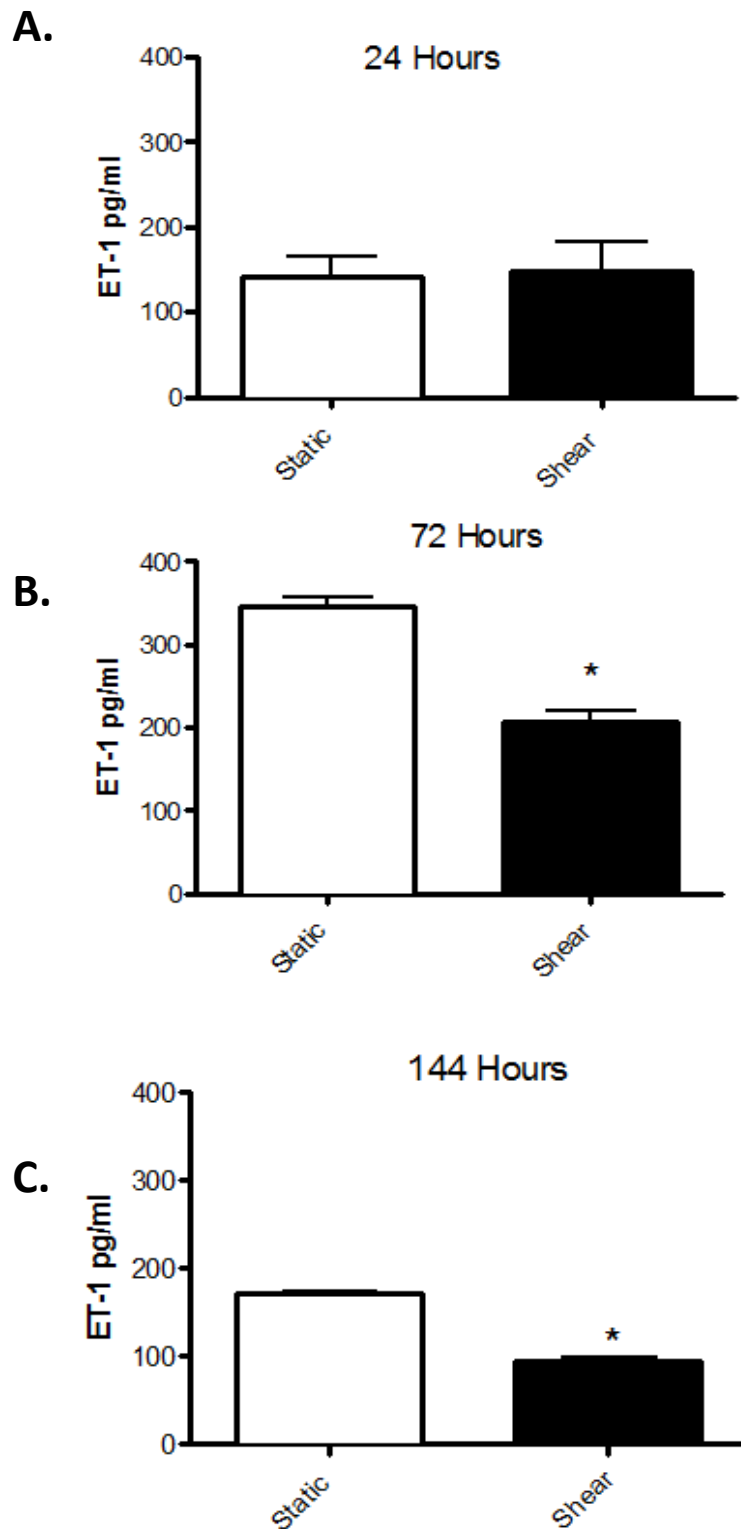 A.
24 Hours
400
300
200
100
0
ET-1 pg/ml
Static
Shear
B.
72 Hours
400
300
200
100
0
ET-1 pg/ml
*
Static
Shear
C.
144 Hours
400
300
200
100
0
ET-1 pg/ml
*
Static
Shear